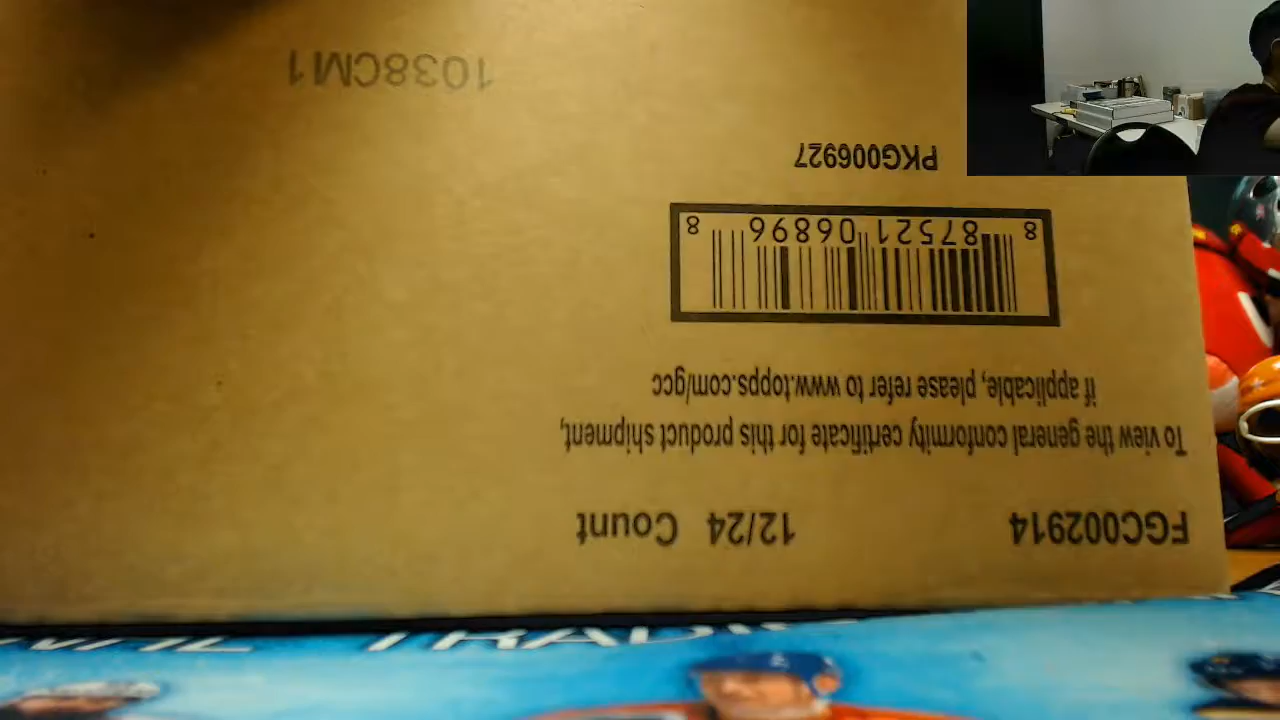 FGC002914 12/24 Count
To view the general conformity certificate for this product shipment,
if applicable, please refer to www.topps.com/gcc
8 87521 06896 8
PKG006927
1038CM1
TRADI